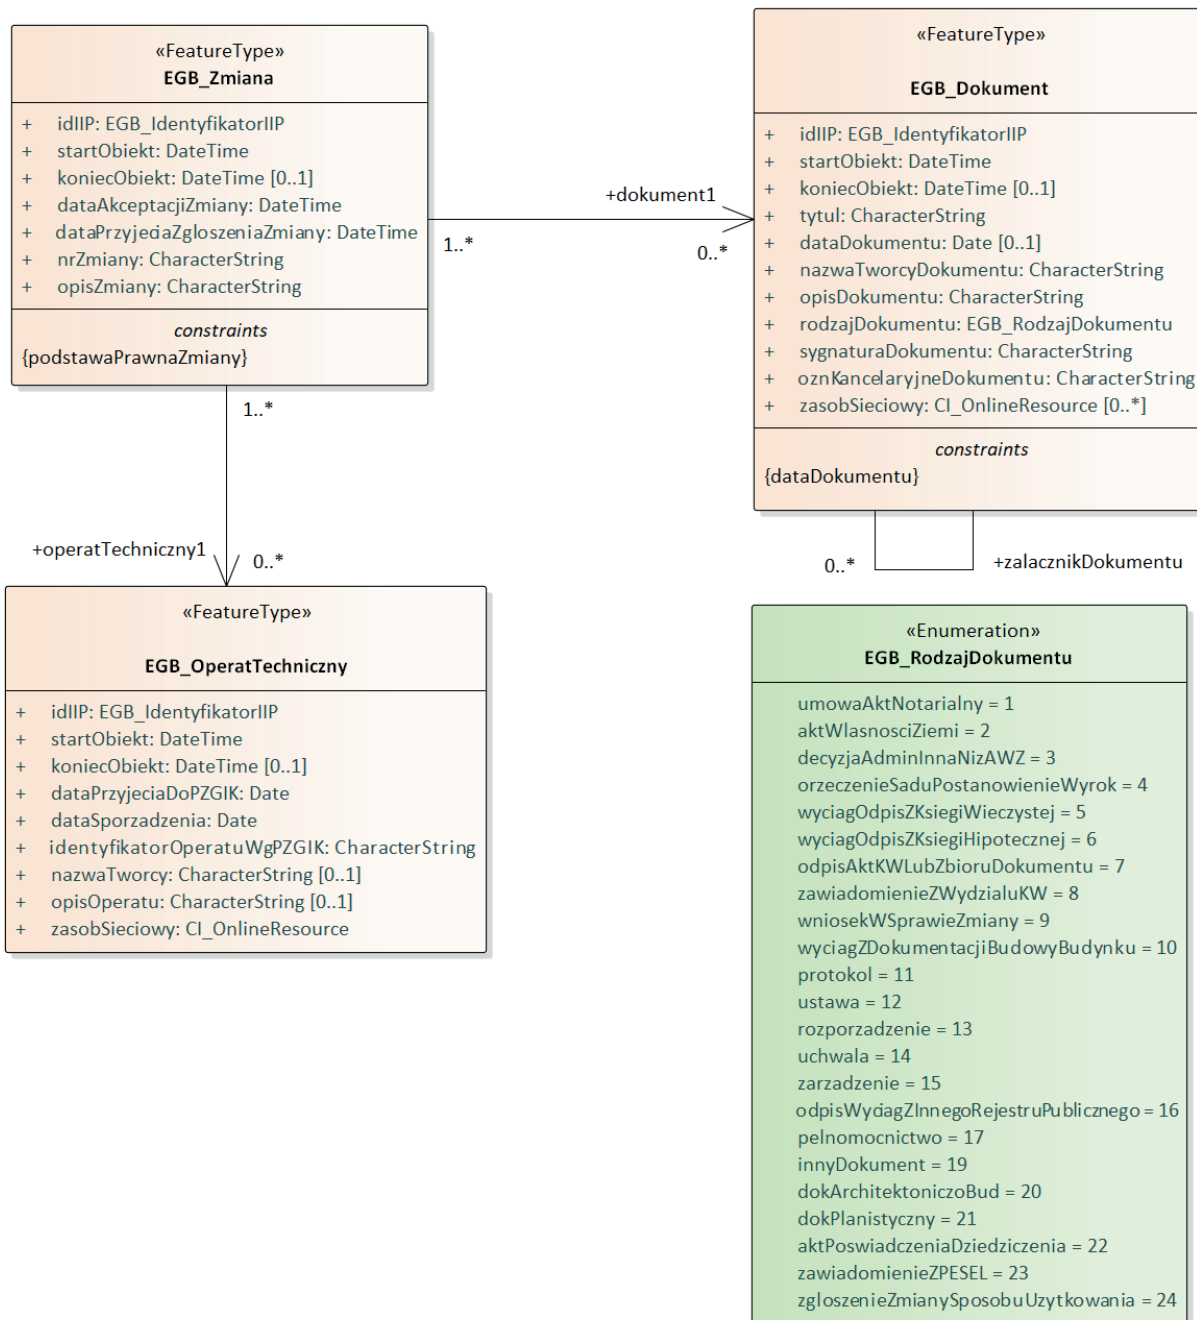 «FeatureType»
EGB_Zmiana
+ idIIP: EGB_IdentyfikatorIIP
+ startObiekt: DateTime
+ koniecObiekt: DateTime [0..1]
+ dataAkceptacjiZmiany: DateTime
+ dataPrzyjeciaZgloszeniaZmiany: DateTime
+ nrZmiany: CharacterString
+ opisZmiany: CharacterString
constraints
{podstawaPrawnaZmiany}
+dokument1
1..*
0..*
«FeatureType»
EGB_Dokument
+ idIIP: EGB_IdentyfikatorIIP
+ startObiekt: DateTime
+ koniecObiekt: DateTime [0..1]
+ tytul: CharacterString
+ dataDokumentu: Date [0..1]
+ nazwaTworcyDokumentu: CharacterString
+ opisDokumentu: CharacterString
+ rodzajDokumentu: EGB_RodzajDokumentu
+ sygnaturaDokumentu: CharacterString
+ oznKancelaryjneDokumentu: CharacterString
+ zasobSieciowy: CI_OnlineResource [0..*]
constraints
{dataDokumentu}
0..*
+zalacznikDokumentu
1..*
+operatTechniczny1
0..*
«FeatureType»
EGB_OperatTechniczny
+ idIIP: EGB_IdentyfikatorIIP
+ startObiekt: DateTime
+ koniecObiekt: DateTime [0..1]
+ dataPrzyjeciaDoPZGIK: Date
+ dataSporzadzenia: Date
+ identyfikatorOperatuWgPZGIK: CharacterString
+ nazwaTworcy: CharacterString [0..1]
+ opisOperatu: CharacterString [0..1]
+ zasobSieciowy: CI_OnlineResource
«Enumeration»
EGB_RodzajDokumentu
umowaAktNotarialny = 1
aktWlasnosciZiemi = 2
decyzjaAdminInnaNizAWZ = 3
orzeczenieSaduPostanowienieWyrok = 4
wyciagOdpisZKsiegiWieczystej = 5
wyciagOdpisZKsiegiHipotecznej = 6
odpisAktKWLubZbioruDokumentu = 7
zawiadomienieZWydzialuKW = 8
wniosekWSprawieZmiany = 9
wyciagZDokumentacjiBudowyBudynku = 10
protokol = 11
ustawa = 12
rozporzadzenie = 13
uchwala = 14
zarzadzenie = 15
odpisWyciagZInnegoRejestruPublicznego = 16
pelnomocnictwo = 17
innyDokument = 19
dokArchitektoniczoBud = 20
dokPlanistyczny = 21
aktPoswiadczeniaDziedziczenia = 22
zawiadomienieZPESEL = 23
zgloszenieZmianySposobuUzytkowania = 24